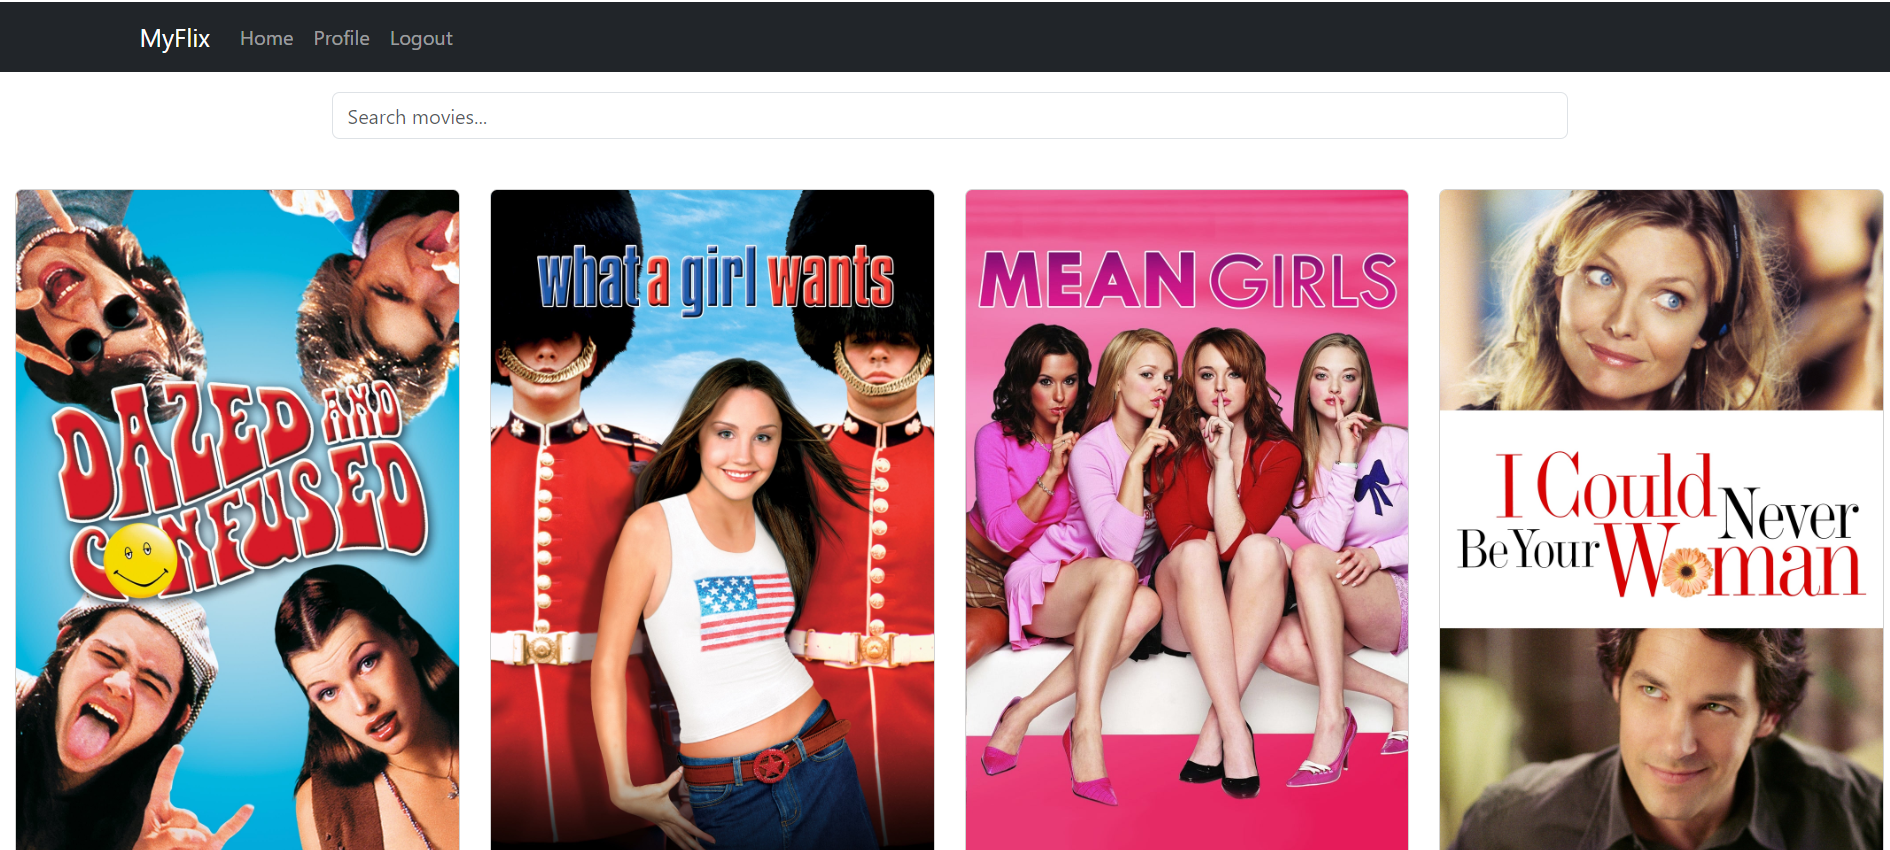 MyFlix Home Profile Logout
Search movies...
DAZED AND
CONFUSED
what a girl wants
MEAN GIRLS
I Could Never
Be Your Woman